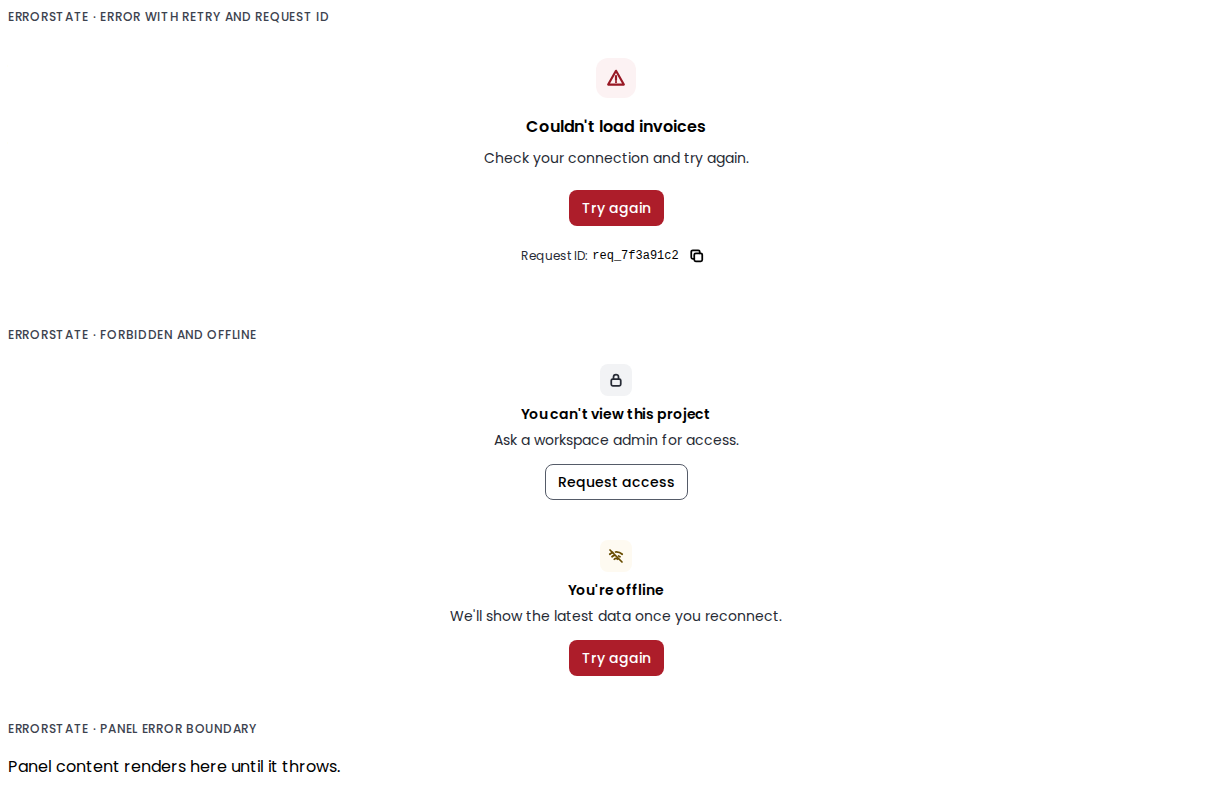 ERRORSTATE · ERROR WITH RETRY AND REQUEST ID
Couldn't load invoices
Check your connection and try again.
Try again
Request ID: req_7f3a91c2
ERRORSTATE · FORBIDDEN AND OFFLINE
You can't view this project
Ask a workspace admin for access.
Request access
You're offline
We'll show the latest data once you reconnect.
Try again
ERRORSTATE · PANEL ERROR BOUNDARY
Panel content renders here until it throws.